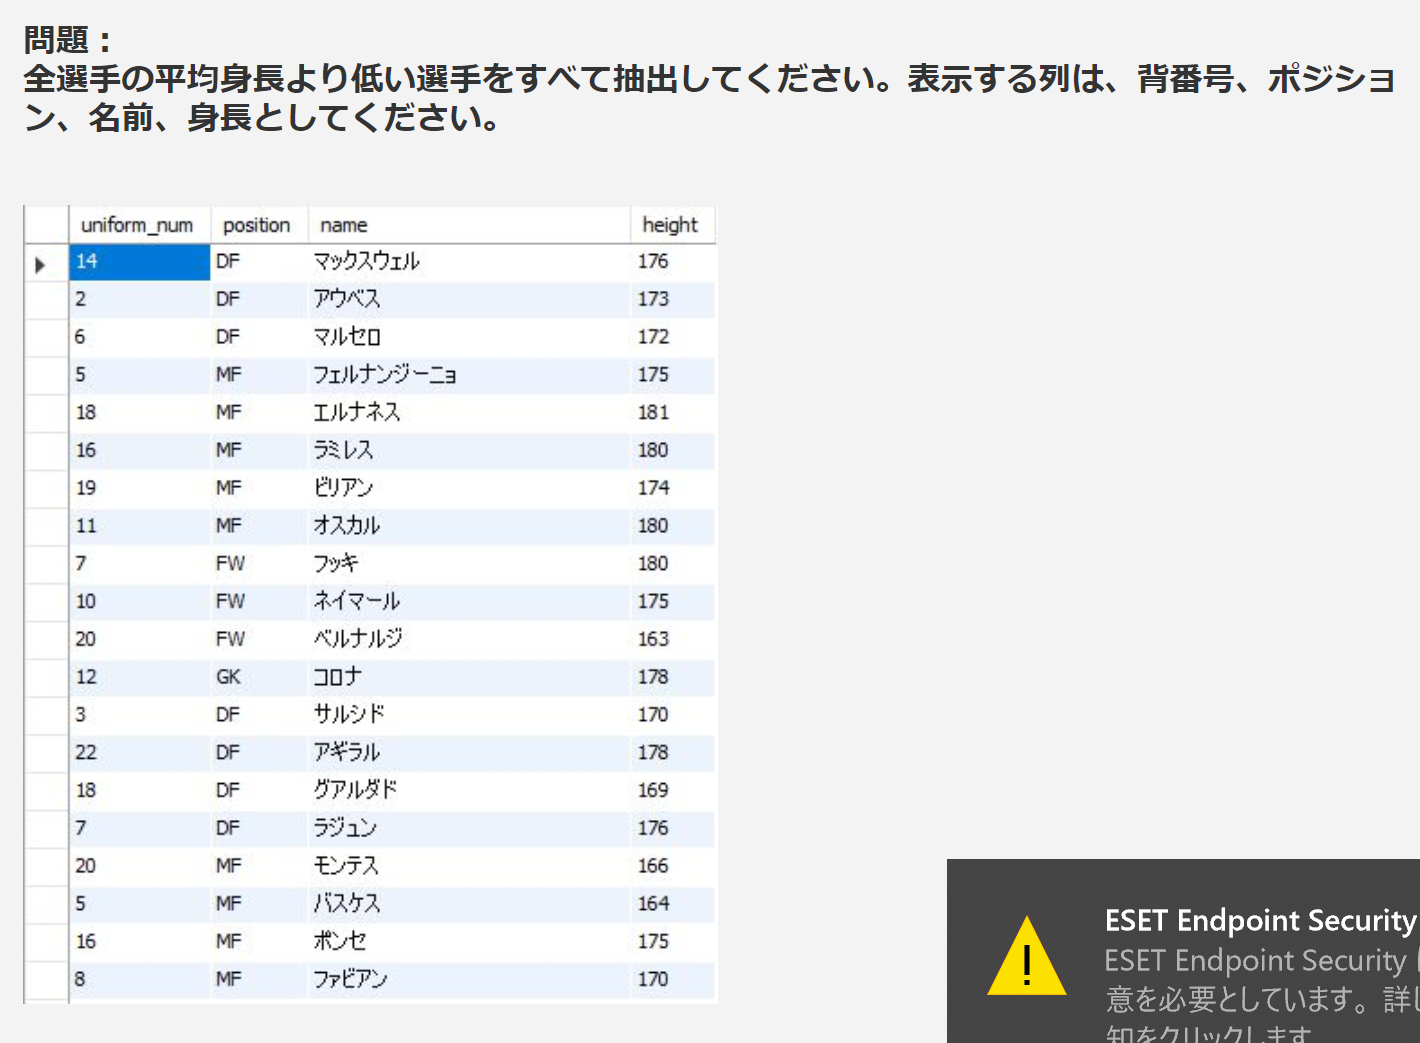 問題：
全選手の平均身長より低い選手をすべて抽出してください。表示する列は、背番号、ポジショ
ン、名前、身長としてください。
uniform_num position name height
14 DF マックスウェル 176
2 DF アウベス 173
6 DF マルセロ 172
5 MF フェルナンジーニョ 175
18 MF エルナネス 181
16 MF ラミレス 180
19 MF ビリアン 174
11 MF オスカル 180
7 FW フッキ 180
10 FW ネイマール 175
20 FW ベルナルジ 163
12 GK コロナ 178
3 DF サルシド 170
22 DF アギラル 178
18 DF グアルダド 169
7 DF ラジュン 176
20 MF モンテス 166
5 MF バスケス 164
16 MF ポンセ 175
8 MF ファビアン 170
ESET Endpoint Security
ESET Endpoint Security
意を必要としています。詳し
知をクリックします